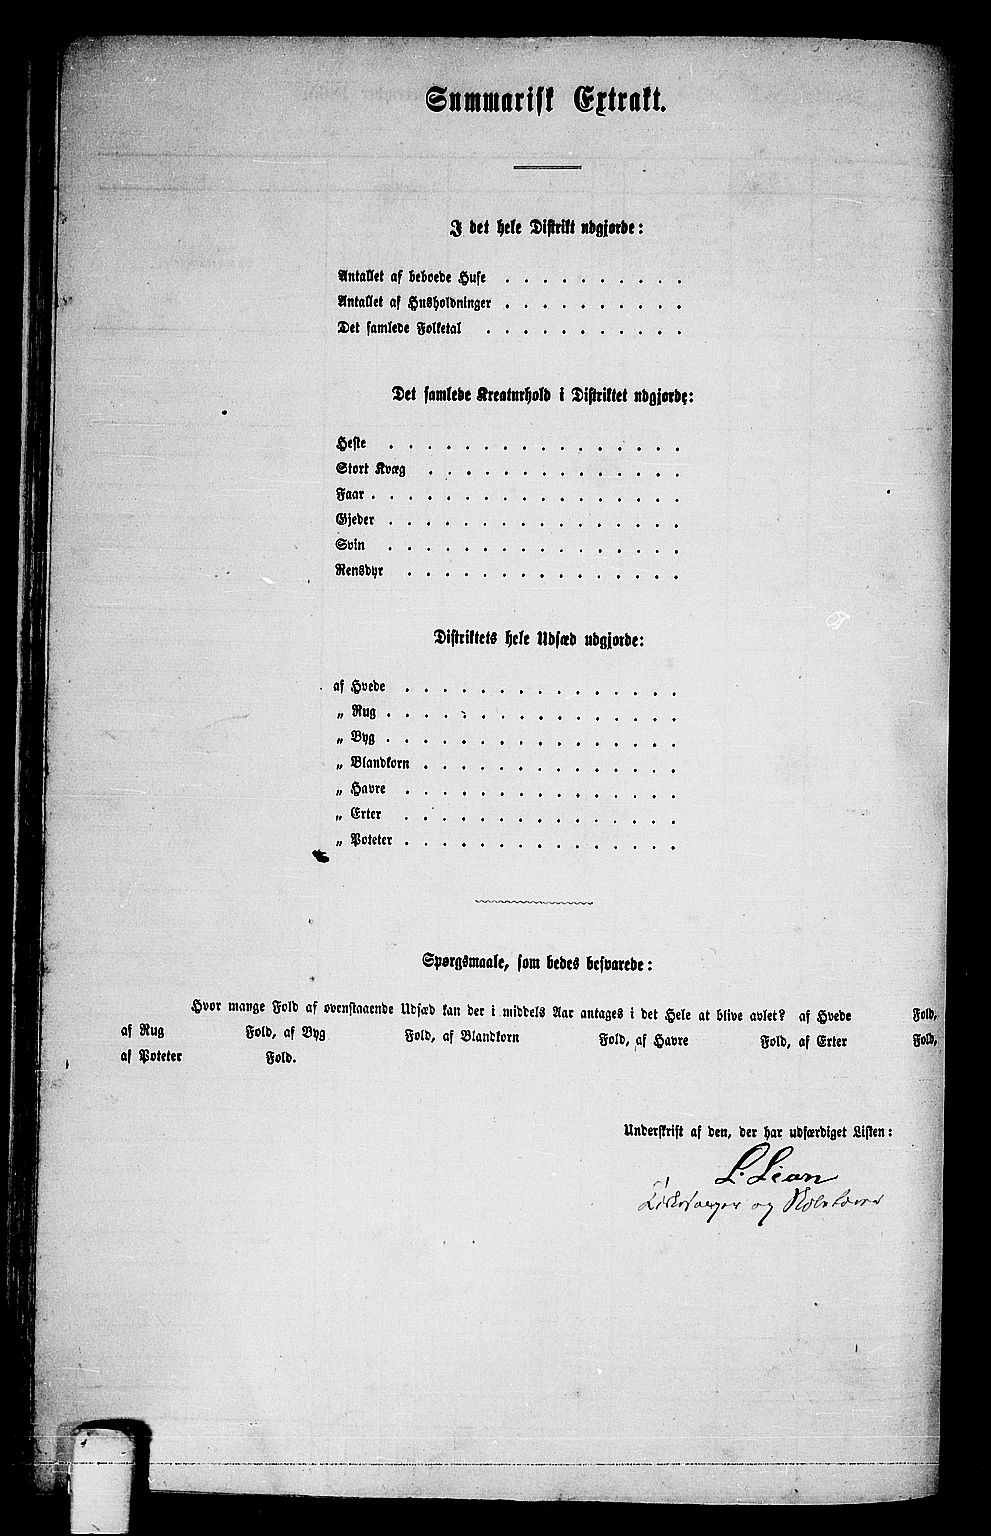 Summarisk Extrakt.
I det hele Distrikt udgjorde:
Antallet af beboede Huse . . . . . . . . . .
Antallet af Husholdninger . . . . . . . . . .
Det samlede Folketal . . . . . . . . . . .
Det samlede Kreaturhold i Distriktet udgjorde:
Heste . . . . . . . . . . . . . . . .
Stort Kvæg . . . . . . . . . . . . . .
Faar . . . . . . . . . . . . . . . . .
Gjeder . . . . . . . . . . . . . . . .
Svin . . . . . . . . . . . . . . . .
Rensdyr . . . . . . . . . . . . . . .
Distriktets hele Udsæd udgjorde:
af Hvede . . . . . . . . . . . . . . .
„ Rug . . . . . . . . . . . . . . . .
„ Byg . . . . . . . . . . . . . . . .
„ Blandkorn . . . . . . . . . . . . . .
„ Havre . . . . . . . . . . . . . . .
„ Erter . . . . . . . . . . . . . . .
„ Poteter . . . . . . . . . . . . . . .
Spørgsmaale, som bedes besvarede:
Hvor mange Fold af ovenstaaende Udsæd kan der i middels Aar antages i det Hele at blive avlet? af Hvede Fold,
af Rug Fold, af Byg Fold, af Blandkorn Fold, af Havre Fold, af Erter Fold,
af Poteter Fold.
Underskrift af den, der har udfærdiget Listen:
L. Lian
Kirkesanger og Skolelærer